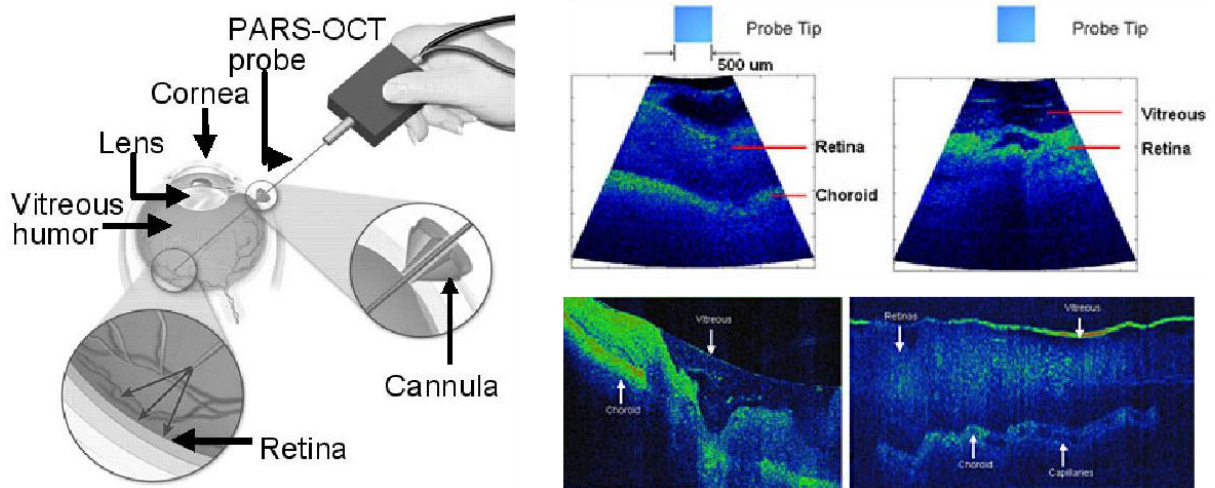 PARS-OCT
probe
Cornea
Lens
Vitreous
humor
Cannula
Retina
Probe Tip
500 um
Retina
Choroid
Probe Tip
Vitreous
Retina
Vitreous
Choroid
Retinas
Vitreous
Choroid
Capillaries